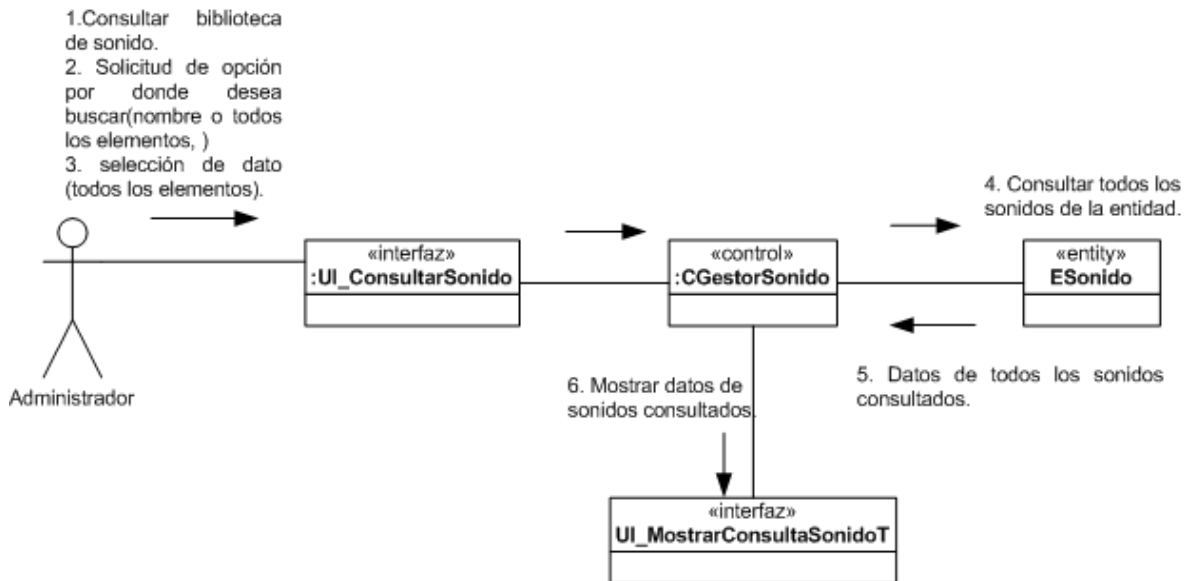 1.Consultar biblioteca
de sonido.
2. Solicitud de opción
por donde desea
buscar(nombre o todos
los elementos, )
3. selección de dato
(todos los elementos).
4. Consultar todos los
sonidos de la entidad.
«interfaz»
:UI_ConsultarSonido
«control»
:CGestorSonido
«entity»
ESonido
Administrador
6. Mostrar datos de
sonidos consultados.
5. Datos de todos los sonidos
consultados.
«interfaz»
UI_MostrarConsultaSonidoT